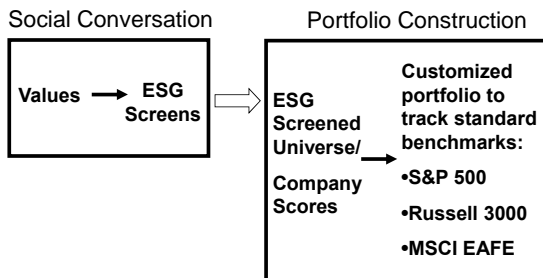 Social Conversation
Values
ESG
Screens
Portfolio Construction
ESG
Screened
Universe/
Company
Scores
Customized
portfolio to
track standard
benchmarks:
•S&P 500
•Russell 3000
•MSCI EAFE